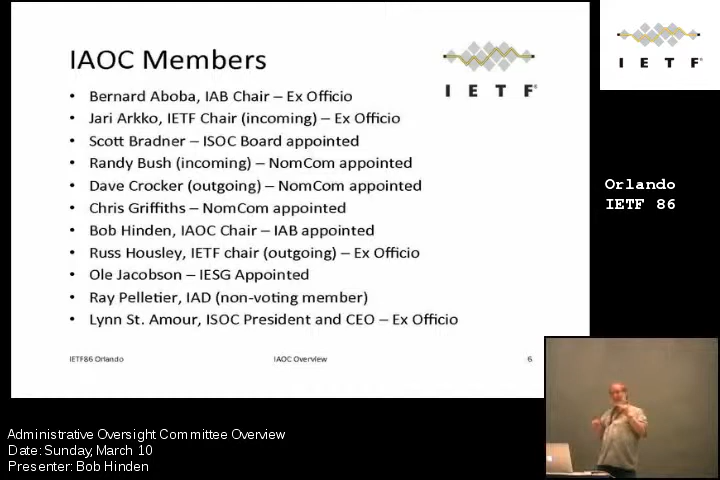 IAOC Members
I E T F®
• Bernard Aboba, IAB Chair – Ex Officio
• Jari Arkko, IETF Chair (incoming) – Ex Officio
• Scott Bradner – ISOC Board appointed
• Randy Bush (incoming) – NomCom appointed
• Dave Crocker (outgoing) – NomCom appointed
• Chris Griffiths – NomCom appointed
• Bob Hinden, IAOC Chair – IAB appointed
• Russ Housley, IETF chair (outgoing) – Ex Officio
• Ole Jacobson – IESG Appointed
• Ray Pelletier, IAD (non-voting member)
• Lynn St. Amour, ISOC President and CEO – Ex Officio
IETF86 Orlando IAOC Overview 6
I E T F®
Orlando
IETF 86
Administrative Oversight Committee Overview
Date: Sunday, March 10
Presenter: Bob Hinden